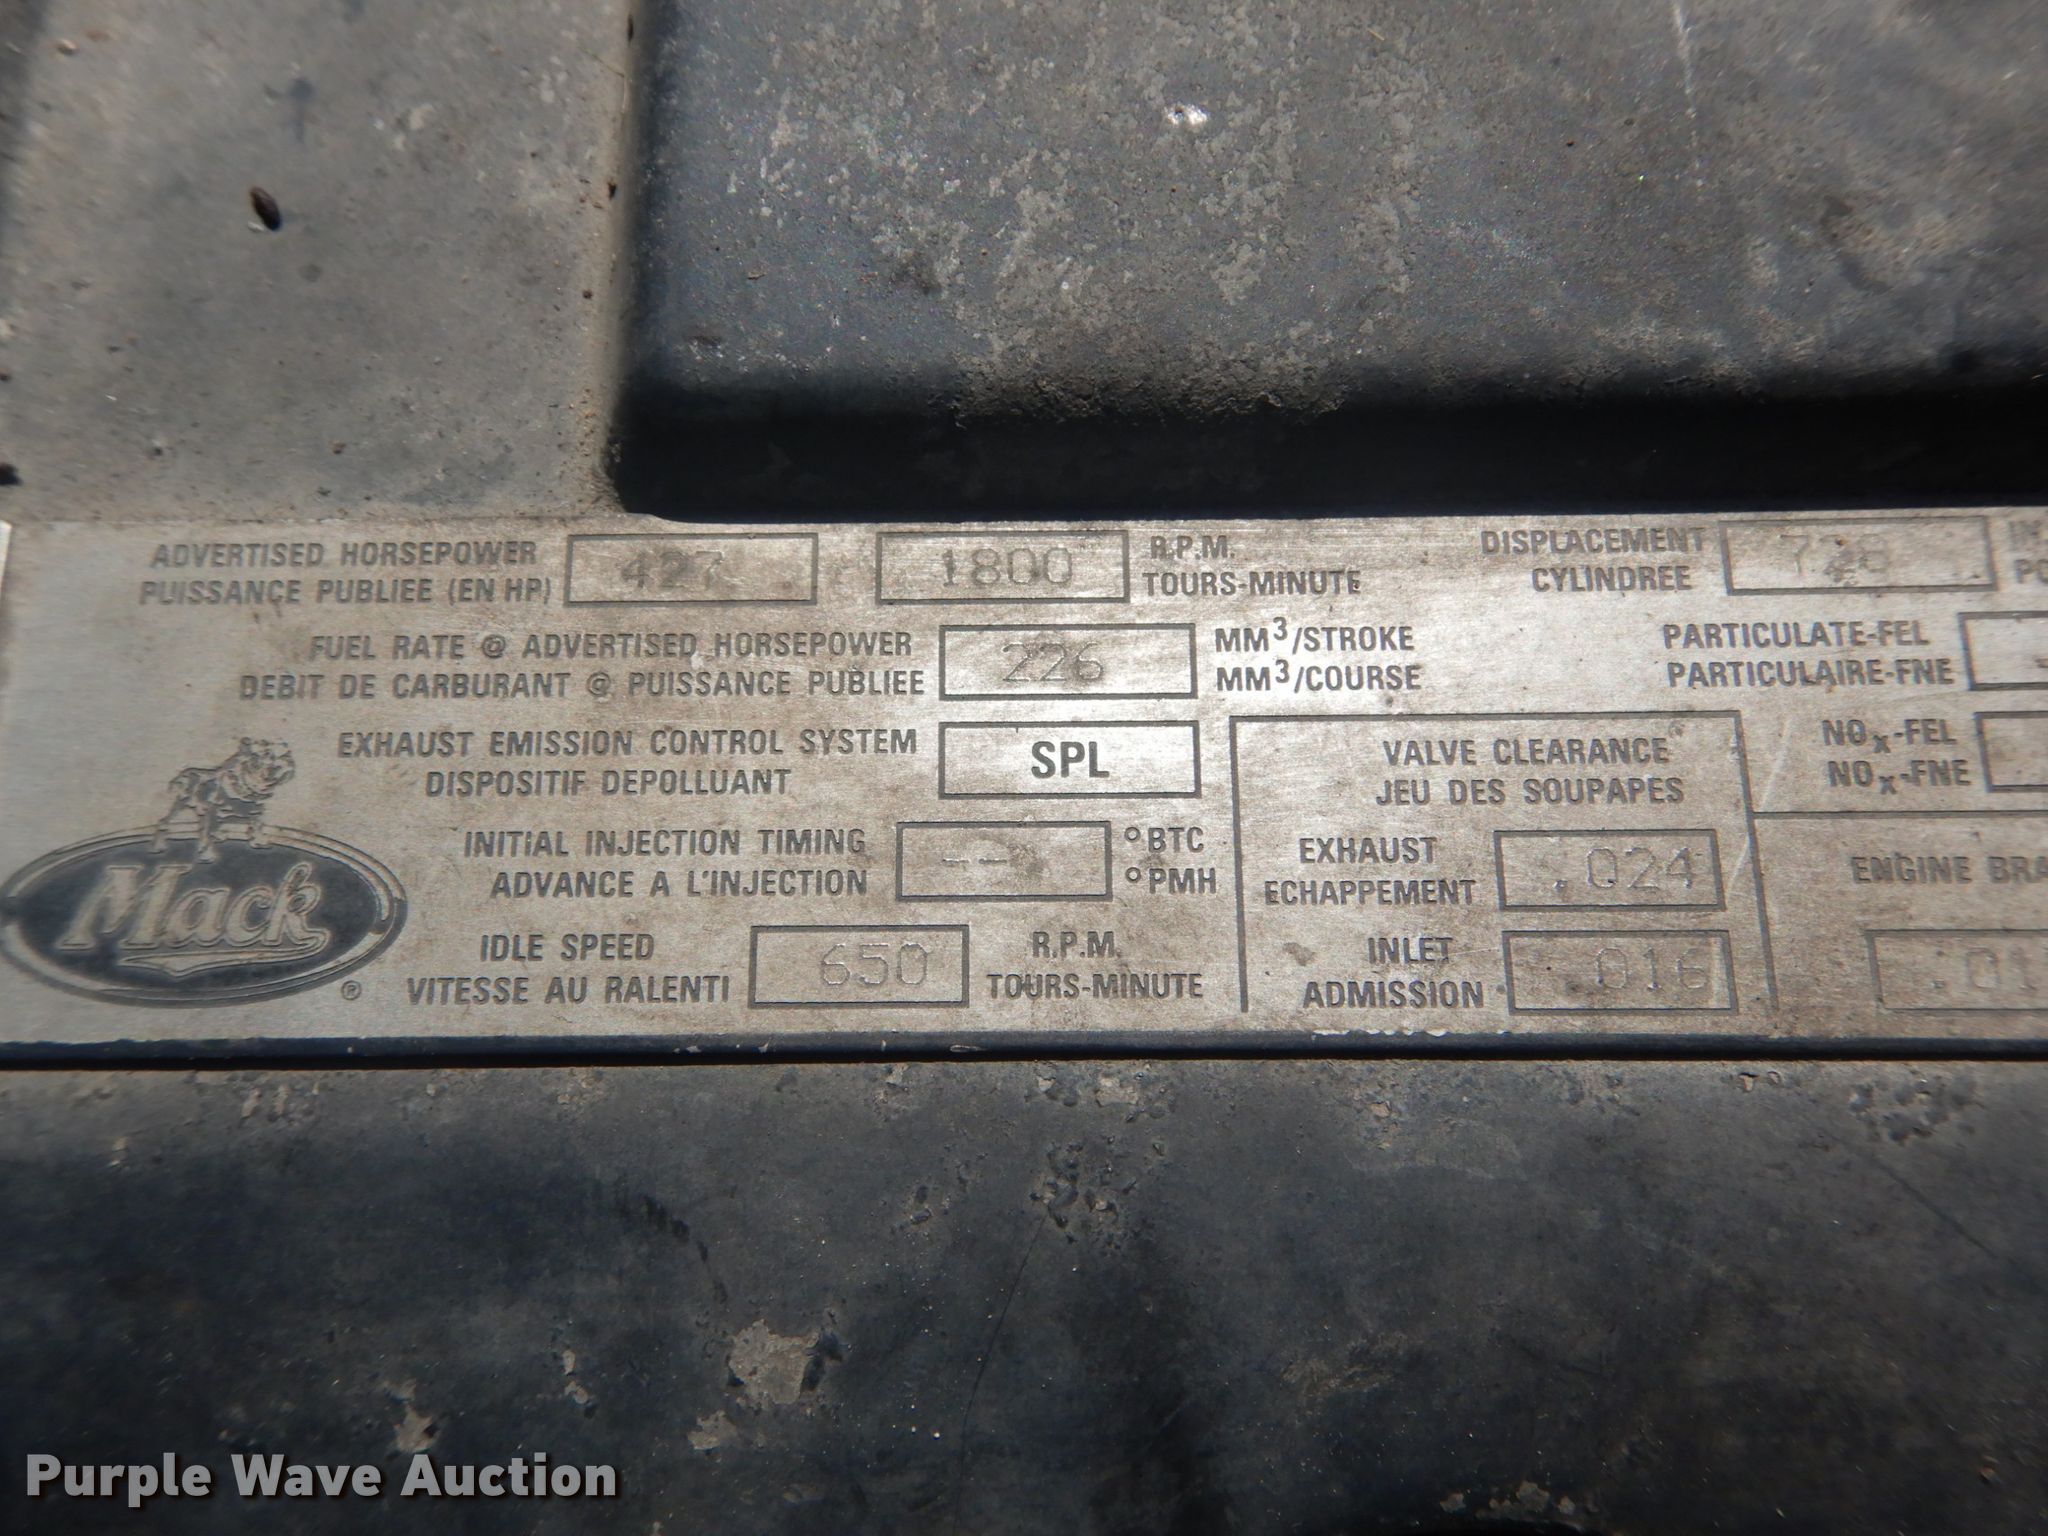 ADVERTISED HORSEPOWER 427 1800 R.P.M. DISPLACEMENT 728
PUISSANCE PUBLIEE (EN HP) TOURS-MINUTE CYLINDREE
FUEL RATE @ ADVERTISED HORSEPOWER 226 MM3/STROKE PARTICULATE-FEL
DEBIT DE CARBURANT @ PUISSANCE PUBLIEE MM3/COURSE PARTICULAIRE-FNE
EXHAUST EMISSION CONTROL SYSTEM SPL VALVE CLEARANCE NOx-FEL
DISPOSITIF DEPOLLUANT JEU DES SOUPAPES NOx-FNE
INITIAL INJECTION TIMING -- °BTC EXHAUST .024 ENGINE
ADVANCE A L'INJECTION °PMH ECHAPPEMENT
IDLE SPEED 650 R.P.M. INLET .016
VITESSE AU RALENTI TOURS-MINUTE ADMISSION
Mack ®
Purple Wave Auction